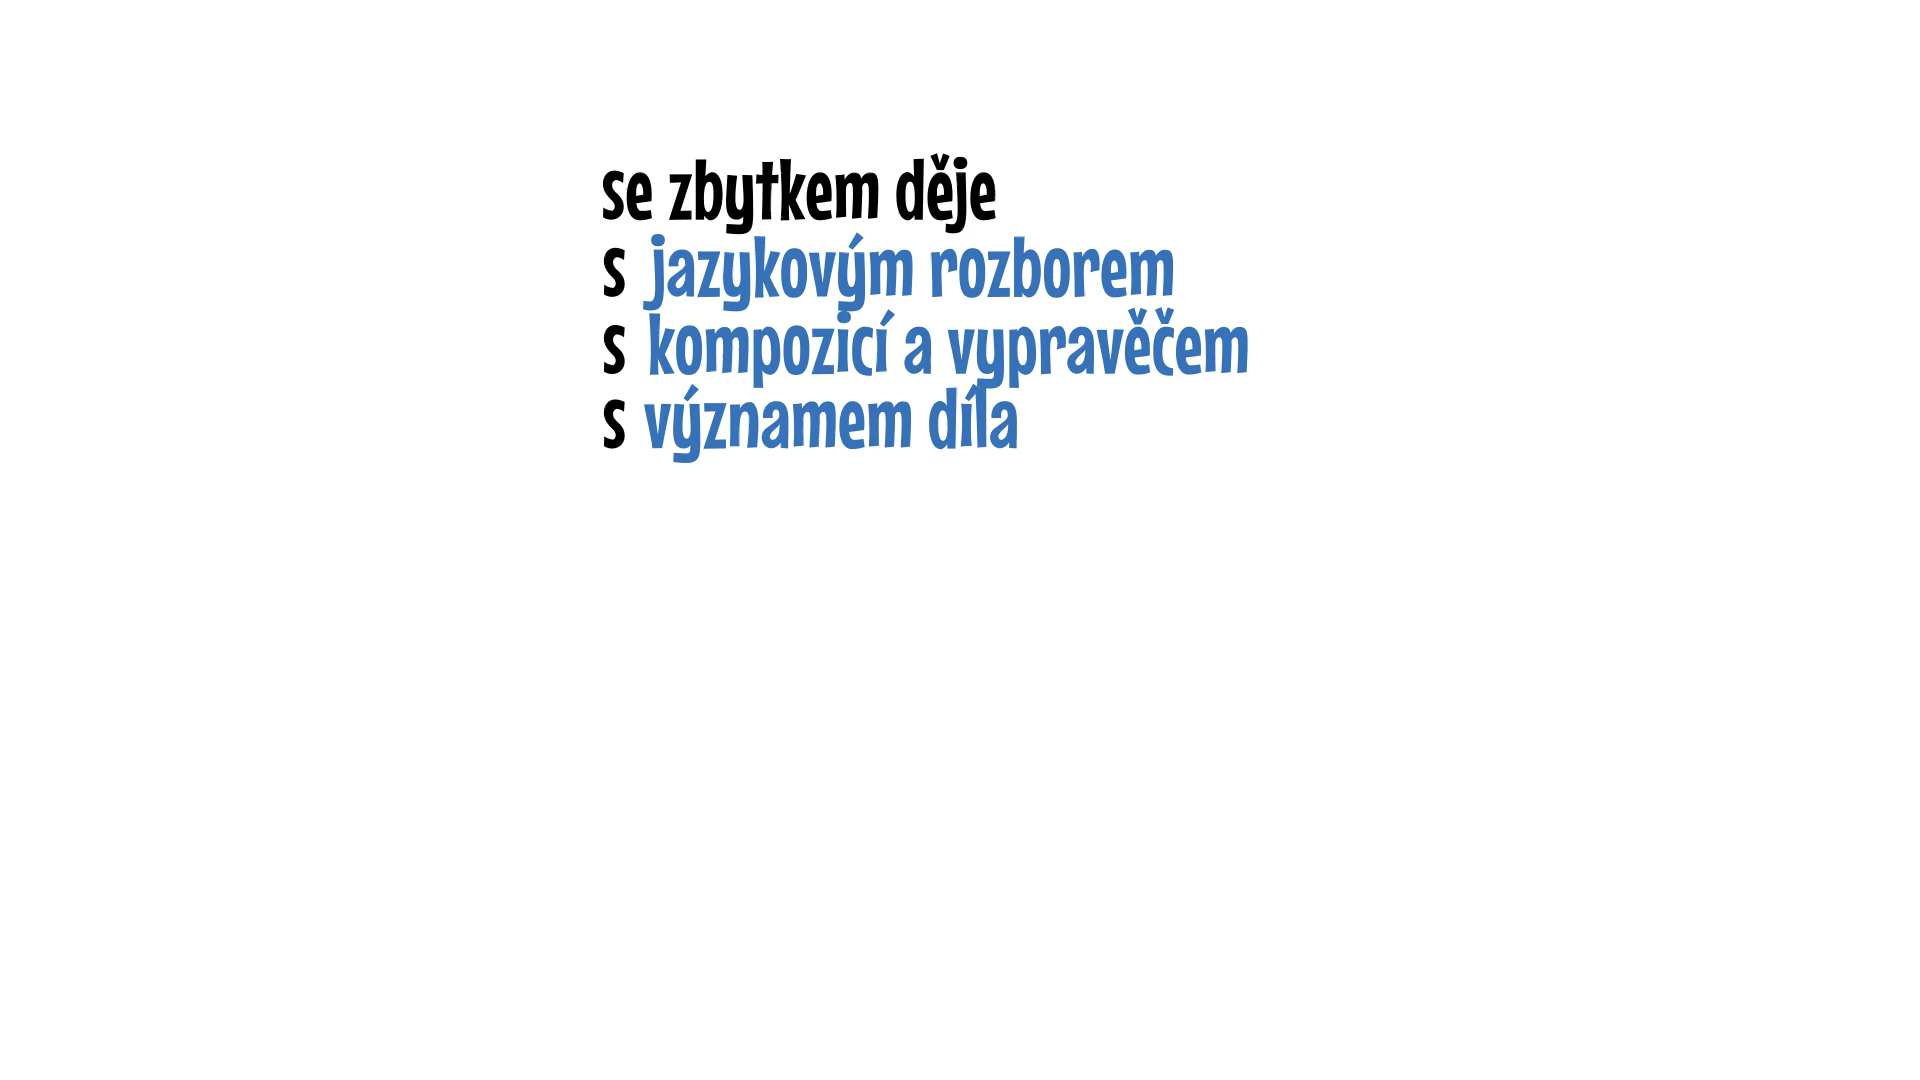 se zbytkem děje
s jazykovým rozborem
s kompozicí a vypravěčem
s významem díla